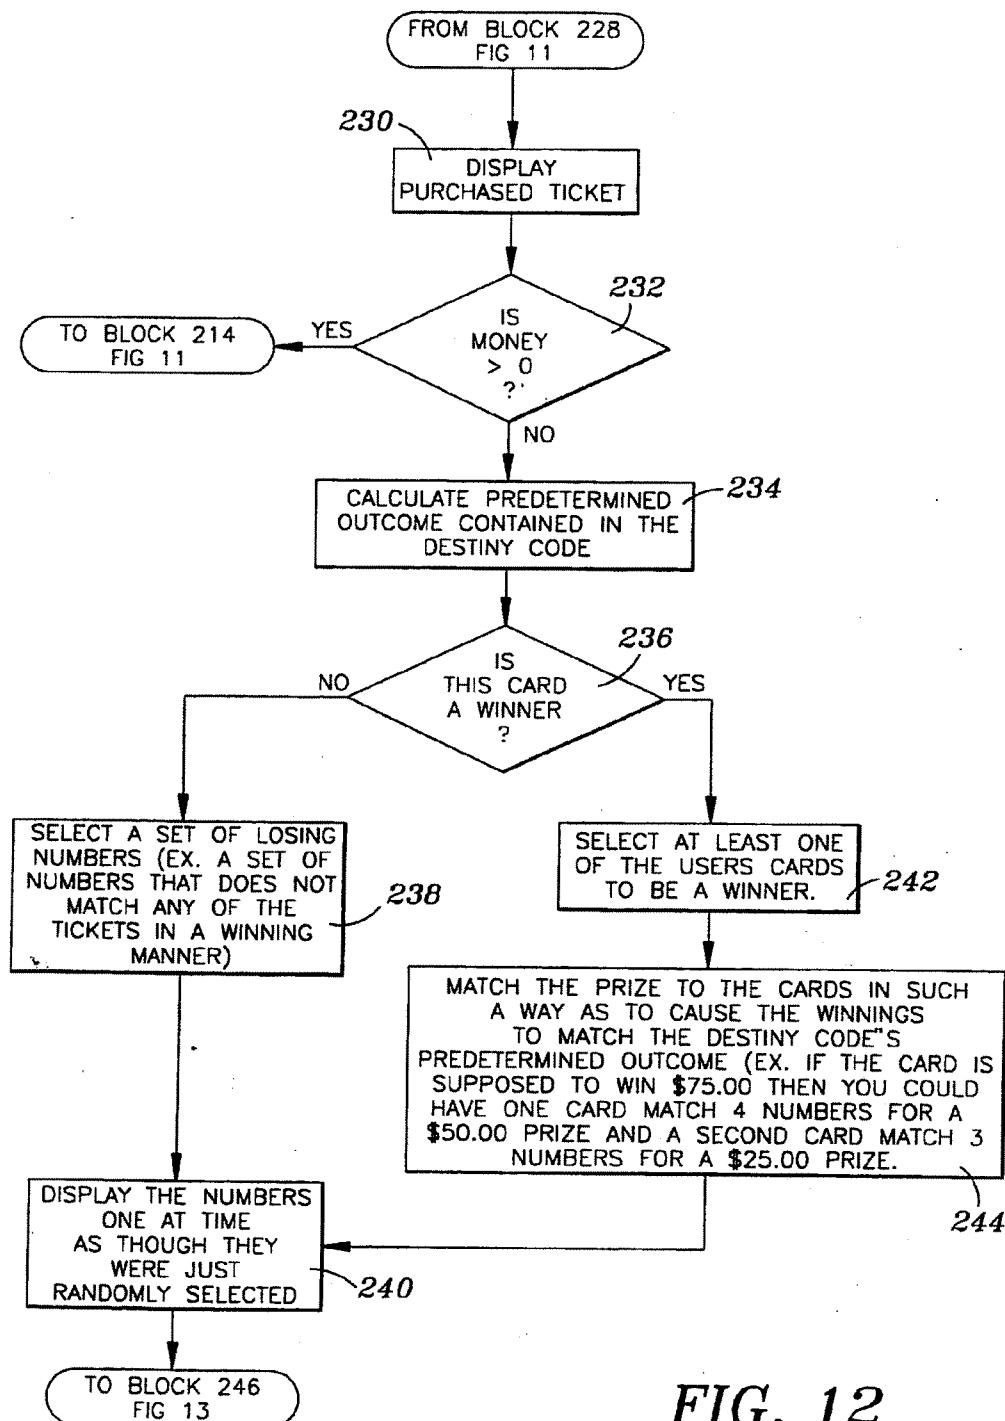 FROM BLOCK 228
FIG 11
230
DISPLAY
PURCHASED TICKET
232
IS
MONEY
> 0
?
YES
TO BLOCK 214
FIG 11
NO
CALCULATE PREDETERMINED
OUTCOME CONTAINED IN THE
DESTINY CODE
234
236
IS
THIS CARD
A WINNER
?
NO
YES
SELECT A SET OF LOSING
NUMBERS (EX. A SET OF
NUMBERS THAT DOES NOT
MATCH ANY OF THE
TICKETS IN A WINNING
MANNER)
238
SELECT AT LEAST ONE
OF THE USERS CARDS
TO BE A WINNER.
242
MATCH THE PRIZE TO THE CARDS IN SUCH
A WAY AS TO CAUSE THE WINNINGS
TO MATCH THE DESTINY CODE"S
PREDETERMINED OUTCOME (EX. IF THE CARD IS
SUPPOSED TO WIN $75.00 THEN YOU COULD
HAVE ONE CARD MATCH 4 NUMBERS FOR A
$50.00 PRIZE AND A SECOND CARD MATCH 3
NUMBERS FOR A $25.00 PRIZE.
244
DISPLAY THE NUMBERS
ONE AT TIME
AS THOUGH THEY
WERE JUST
RANDOMLY SELECTED
240
TO BLOCK 246
FIG 13
FIG. 12